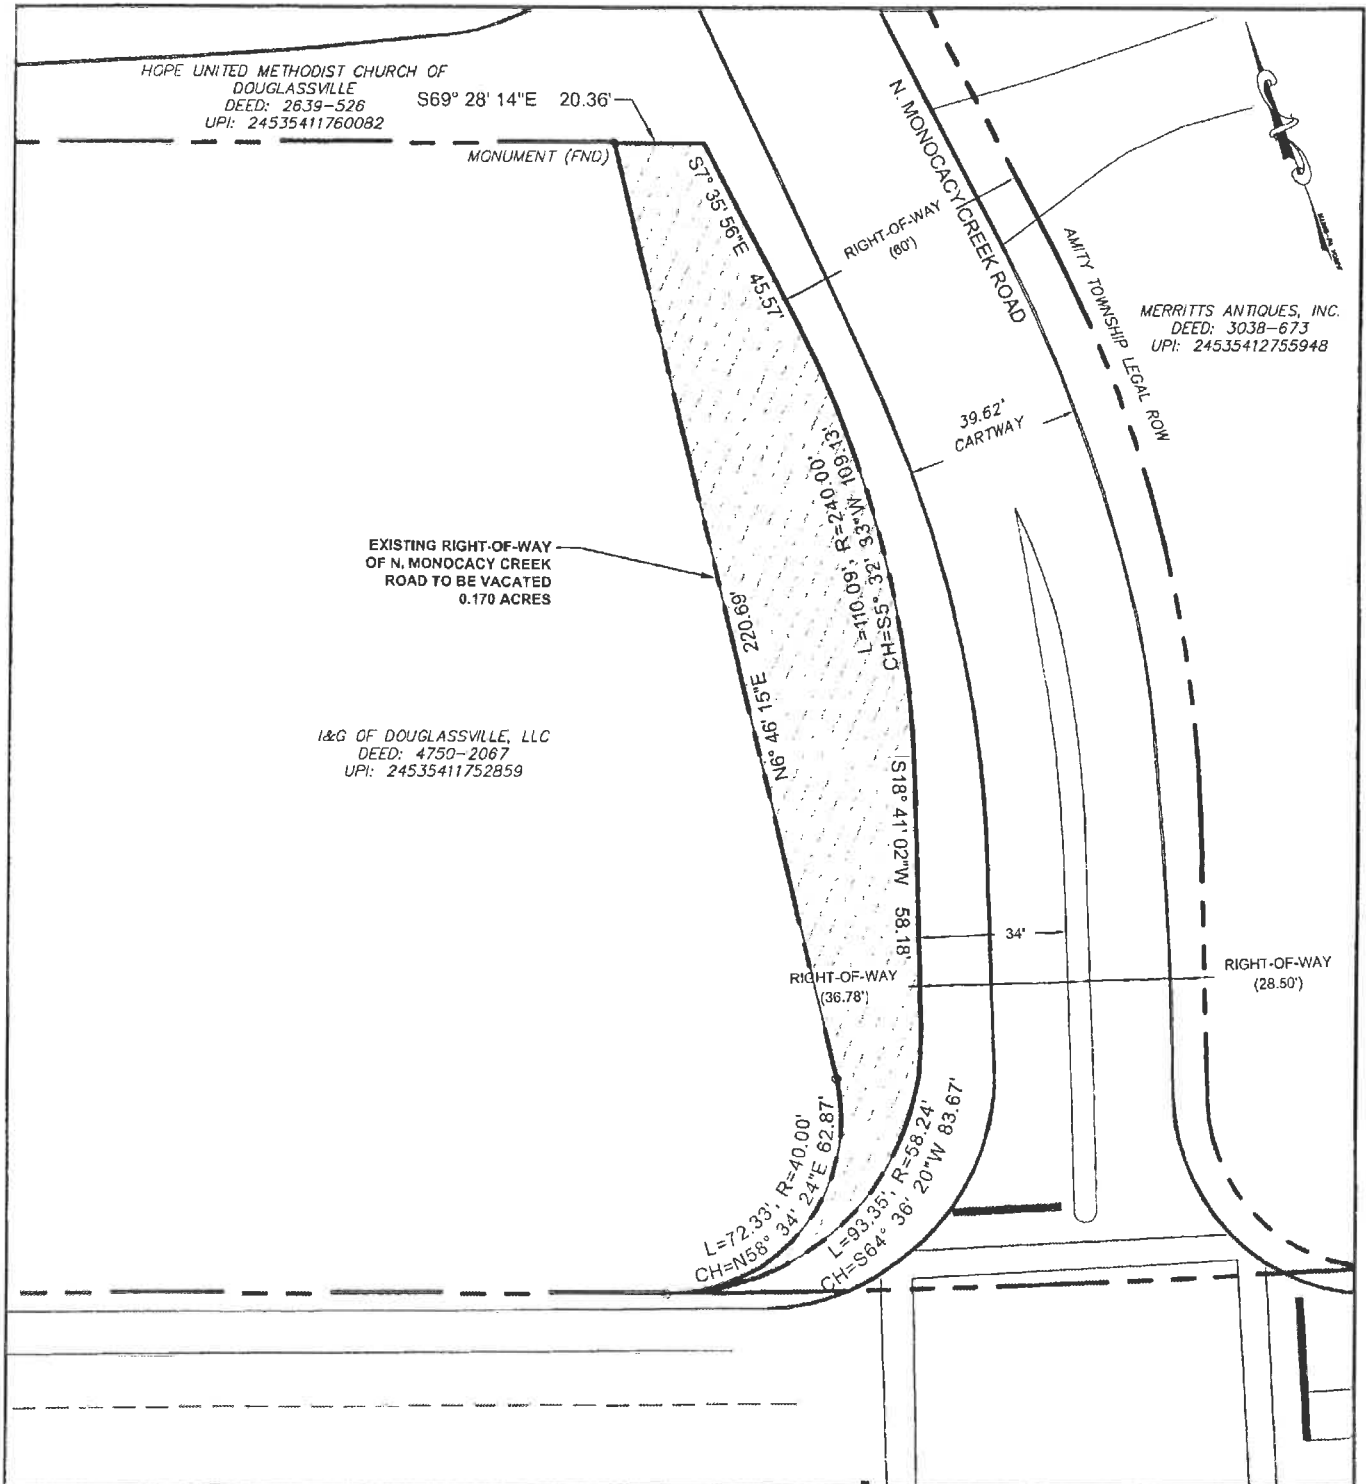 HOPE UNITED METHODIST CHURCH OF
DOUGLASSVILLE
DEED: 2639-526
UPI: 24535411760082
S69° 28' 14"E 20.36'
MONUMENT (FND)
S7° 35' 56"E 45.57'
RIGHT-OF-WAY
(60')
N. MONOCACY CREEK ROAD
AMITY TOWNSHIP LEGAL ROW
MERRITTS ANTIQUES, INC.
DEED: 3038-673
UPI: 24535412755948
39.62'
CARTWAY
L=110.09', R=240.00'
CH=S5° 32' 33"W 109.13'
EXISTING RIGHT-OF-WAY
OF N. MONOCACY CREEK
ROAD TO BE VACATED
0.170 ACRES
N6° 46' 15"E 220.69'
I&G OF DOUGLASSVILLE, LLC
DEED: 4750-2067
UPI: 24535411752859
S18° 41' 02"W 58.18'
34'
RIGHT-OF-WAY
(36.78')
RIGHT-OF-WAY
(28.50')
L=72.33', R=40.00'
CH=N58° 34' 24"E 62.87'
L=93.35', R=58.24'
CH=S64° 36' 20"W 83.67'